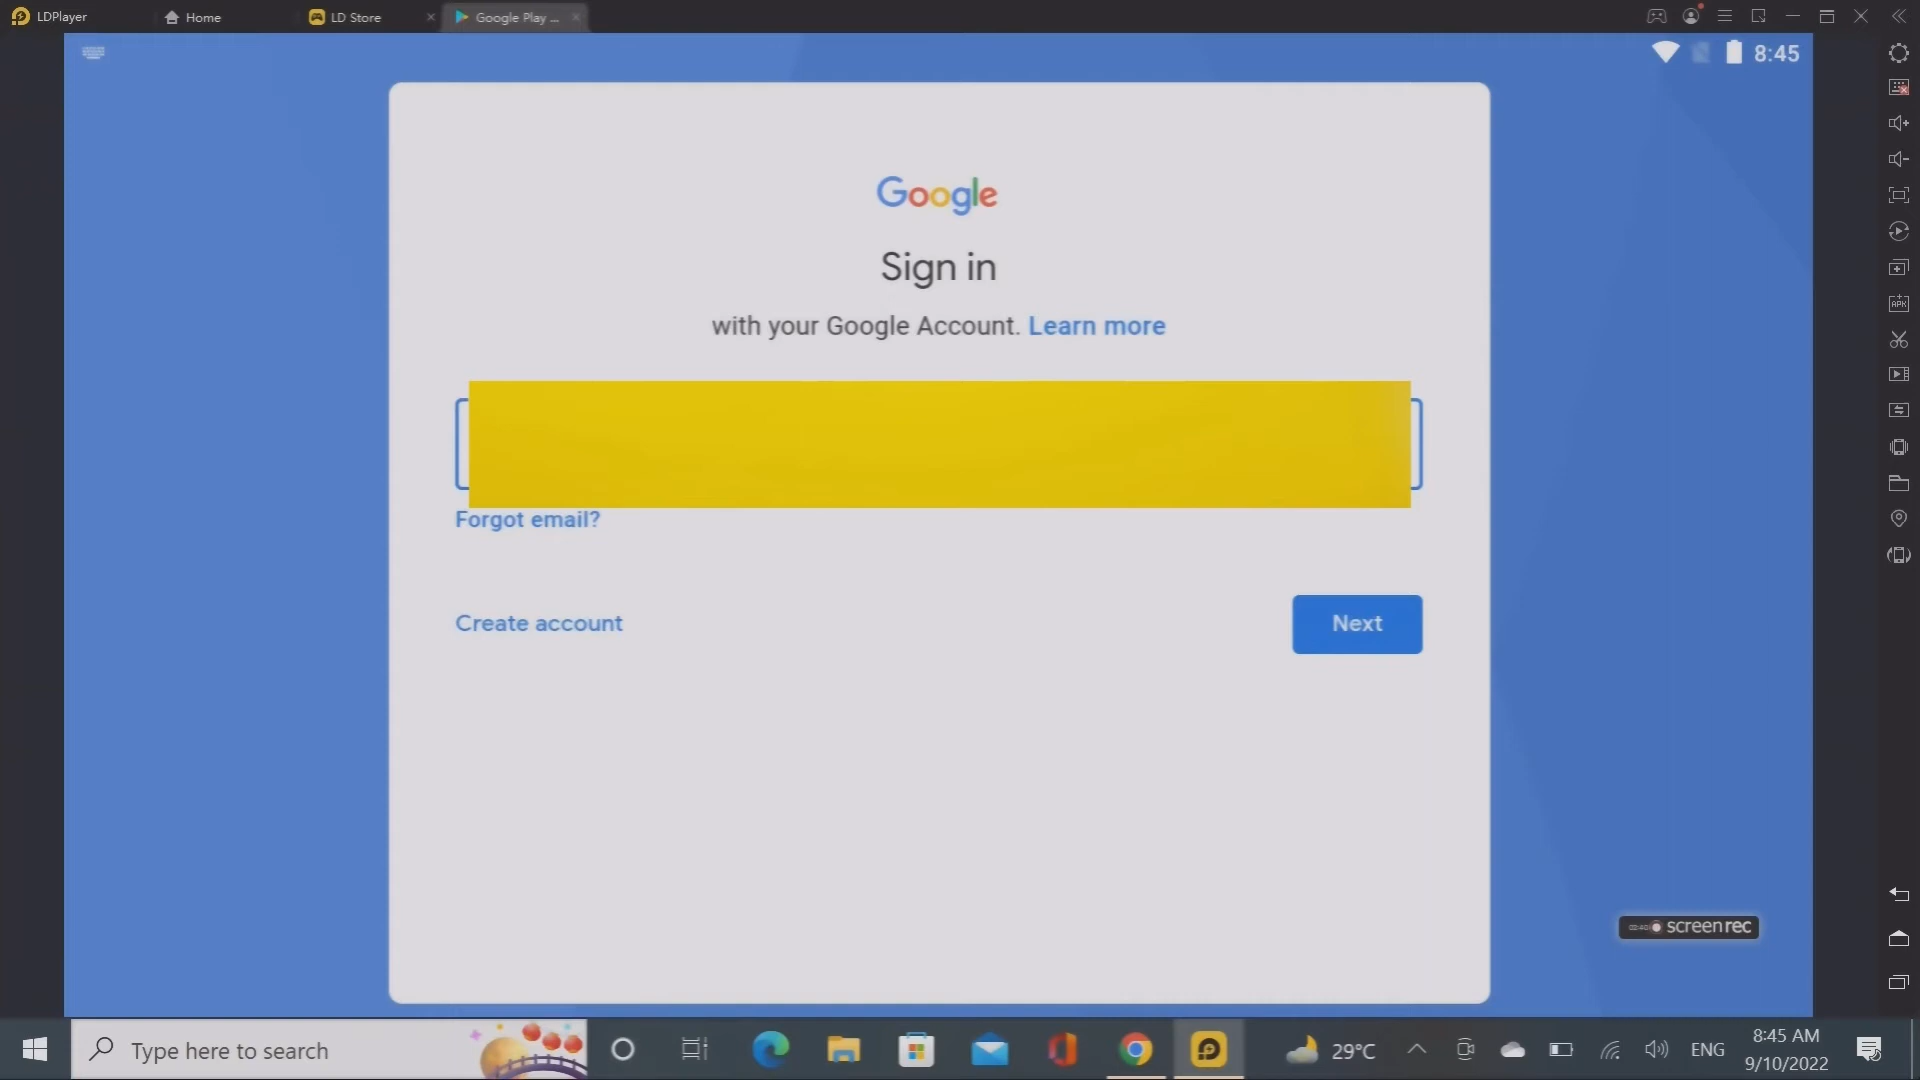 LDPlayer
Home
LD Store
Google Play ...
8:45
Google
Sign in
with your Google Account. Learn more
Forgot email?
Create account
Next
screenrec
APK
Type here to search
29°C
ENG
8:45 AM
9/10/2022